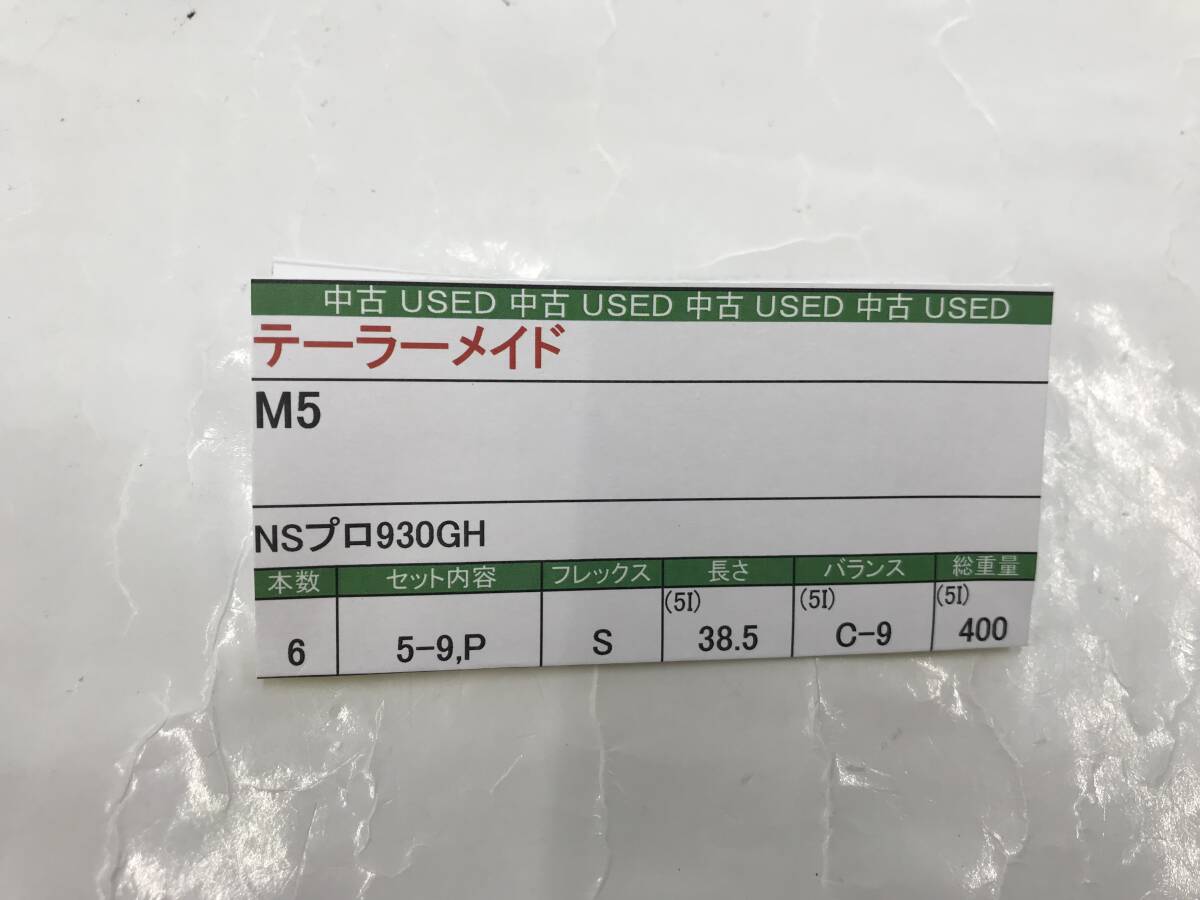 中古 USED 中古 USED 中古 USED 中古 USED
テーラーメイド
M5
NSプロ930GH
本数 セット内容 フレックス 長さ バランス 総重量
(5I) (5I) (5I)
6 5-9,P S 38.5 C-9 400